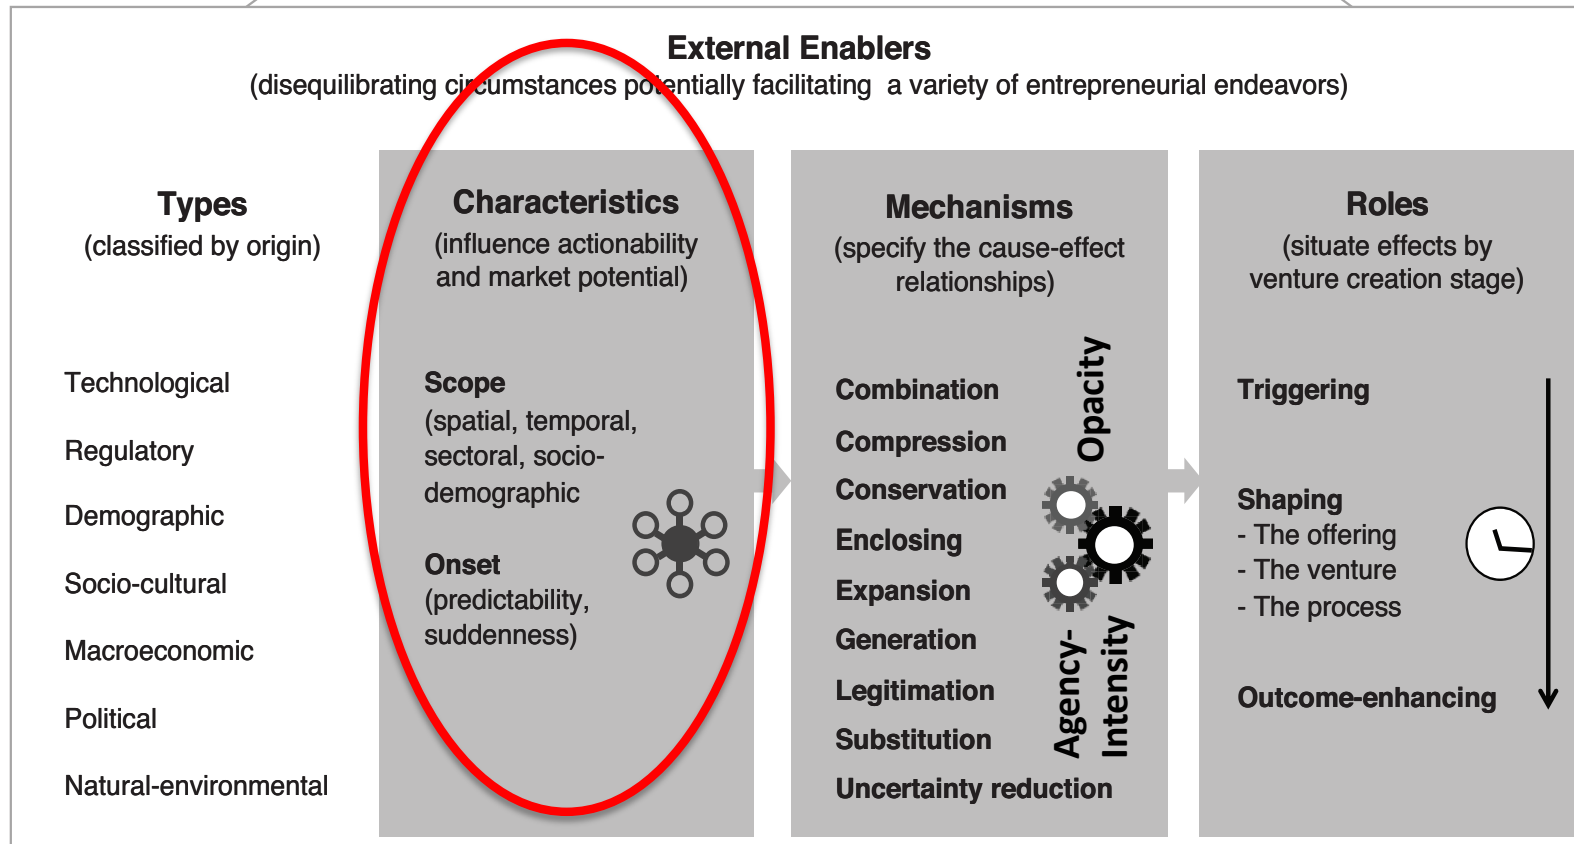 External Enablers
(disequilibrating circumstances potentially facilitating a variety of entrepreneurial endeavors)
Types
(classified by origin)
Technological
Regulatory
Demographic
Socio-cultural
Macroeconomic
Political
Natural-environmental
Characteristics
(influence actionability
and market potential)
Scope
(spatial, temporal,
sectoral, socio-
demographic
Onset
(predictability,
suddenness)
Mechanisms
(specify the cause-effect
relationships)
Combination
Compression
Conservation
Enclosing
Expansion
Generation
Legitimation
Substitution
Uncertainty reduction
Opacity
Agency-
Intensity
Roles
(situate effects by
venture creation stage)
Triggering
Shaping
- The offering
- The venture
- The process
Outcome-enhancing